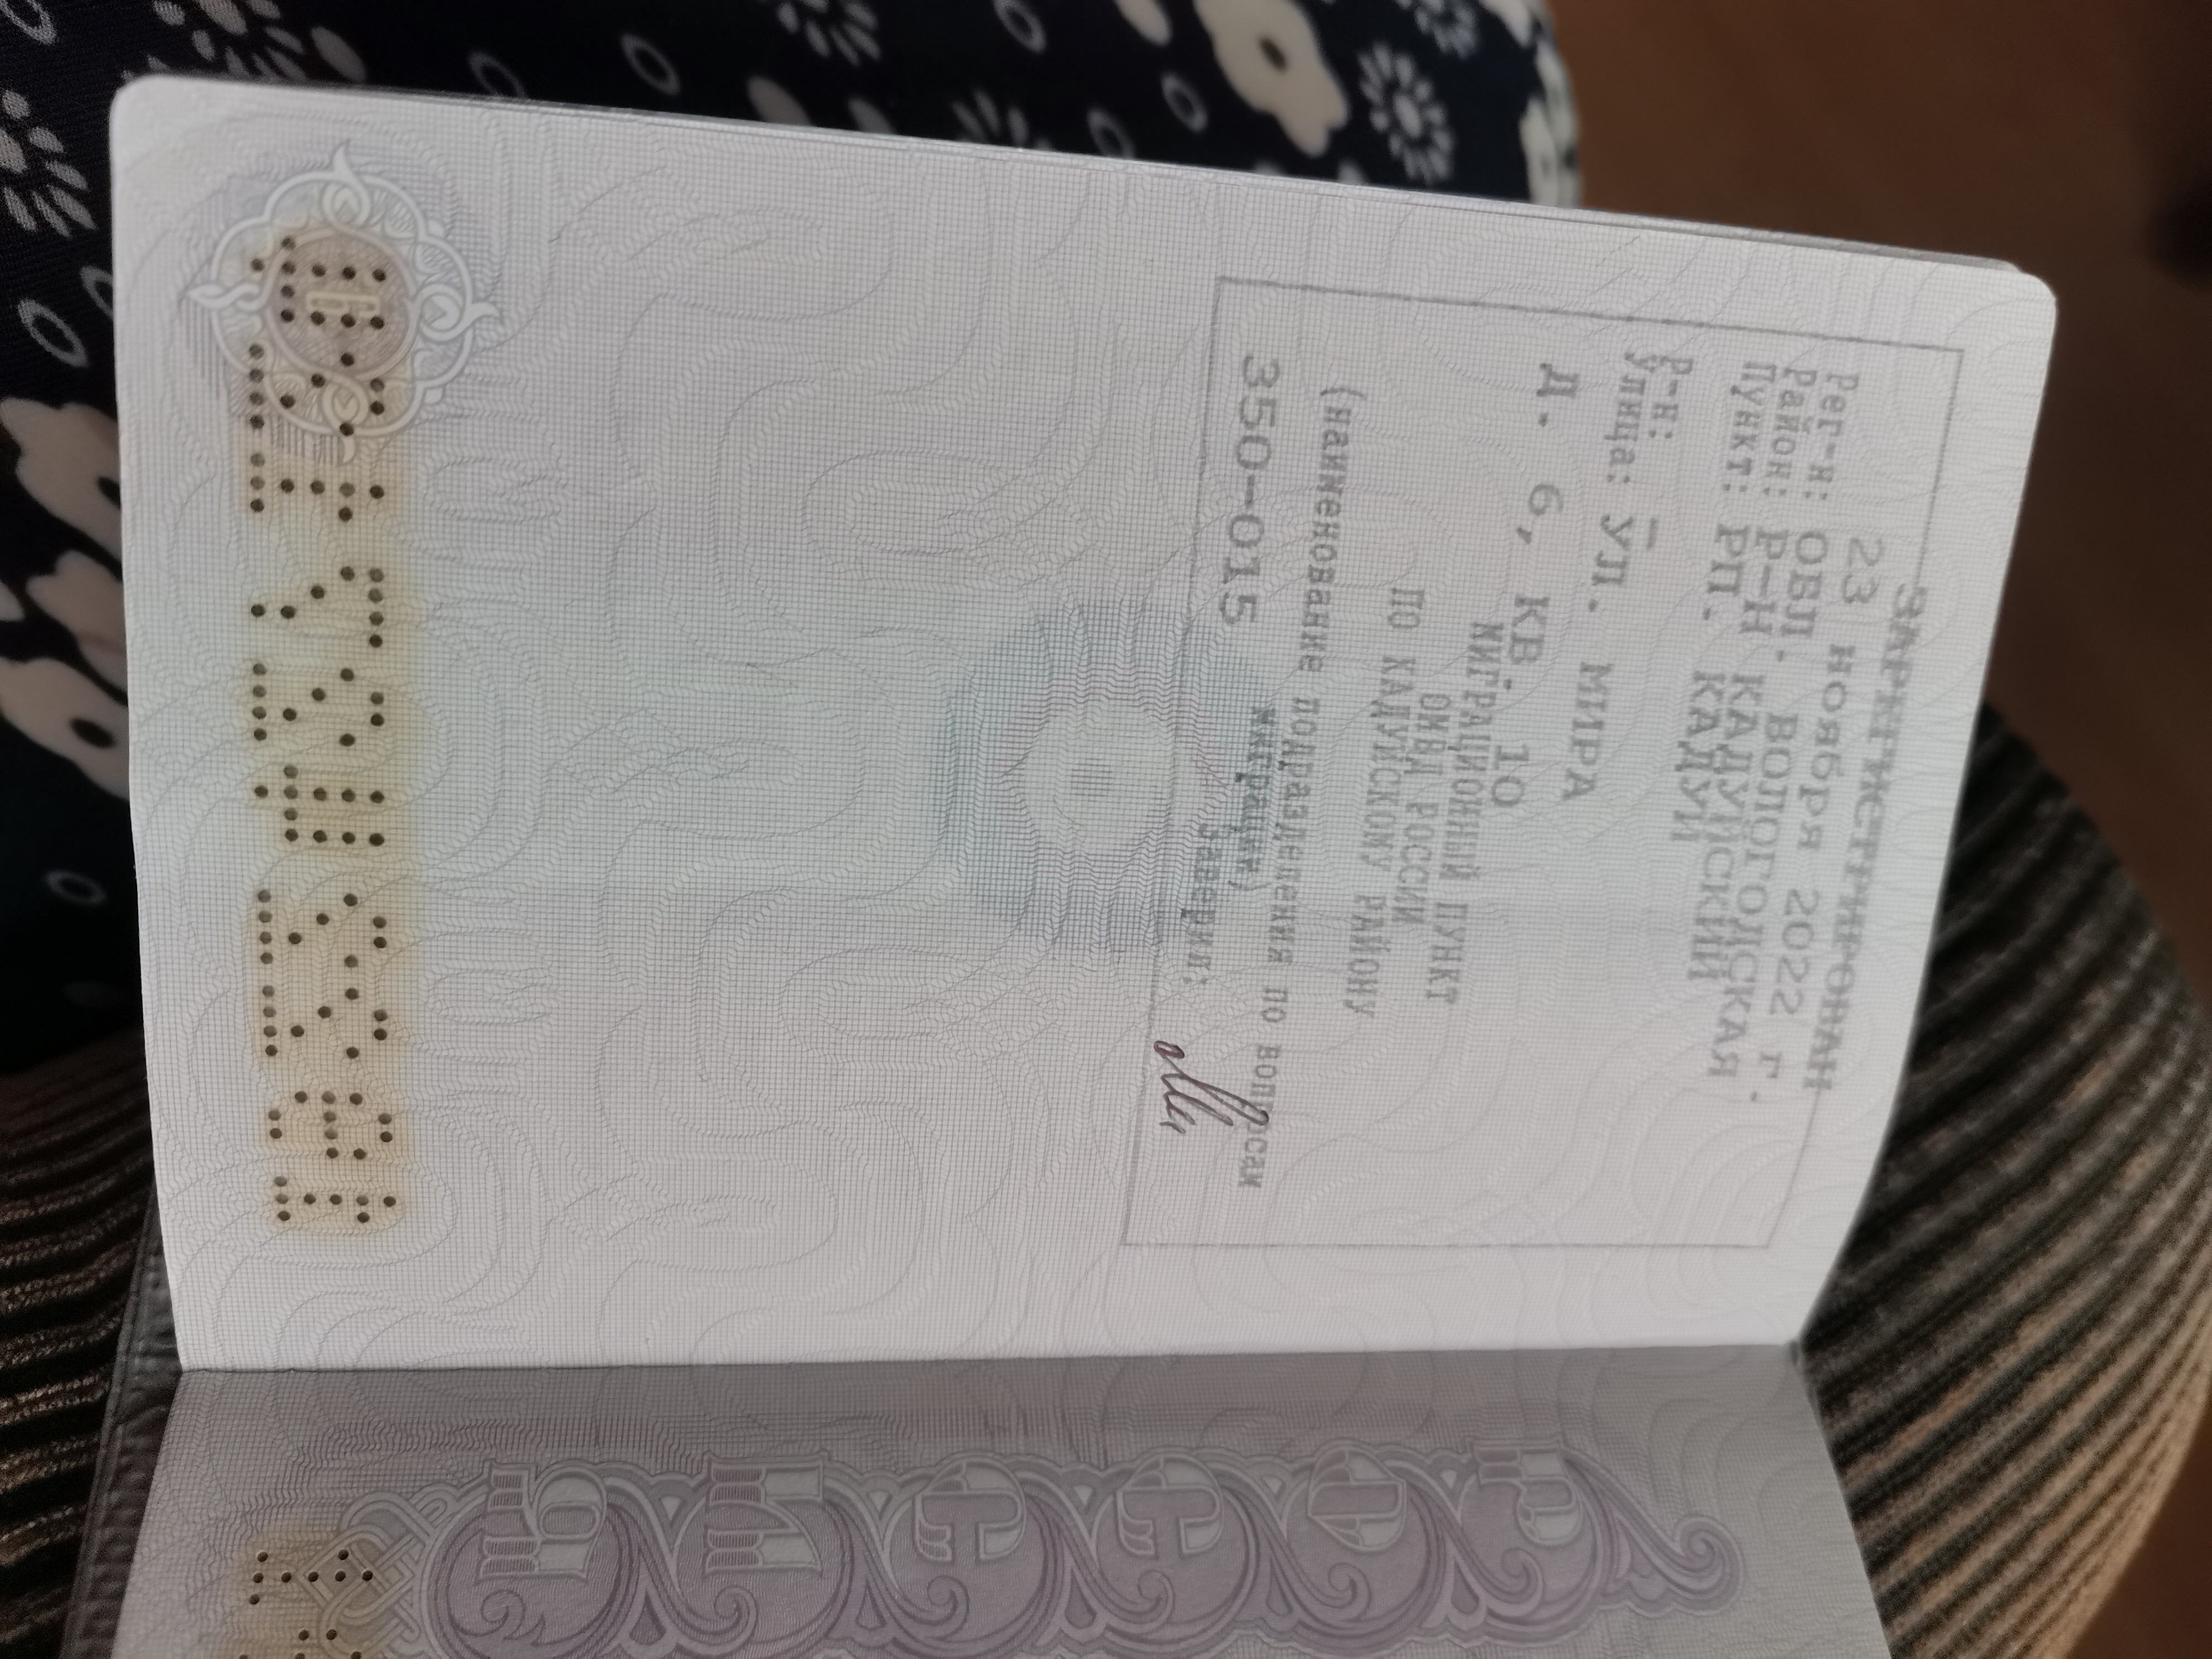 ЗАРЕГИСТРИРОВАН
23 ноября 2022 г.
Рег-н: ОБЛ. ВОЛОГОДСКАЯ
Район: Р-Н КАДУЙСКИЙ
Пункт: РП. КАДУЙ
Р-н: -
Улица: УЛ. МИРА
Д. 6, КВ. 10
МИГРАЦИОННЫЙ ПУНКТ
ОМВД РОССИИ
ПО КАДУЙСКОМУ РАЙОНУ
(наименование подразделения по вопросам
миграции)
350-015
Заверил: